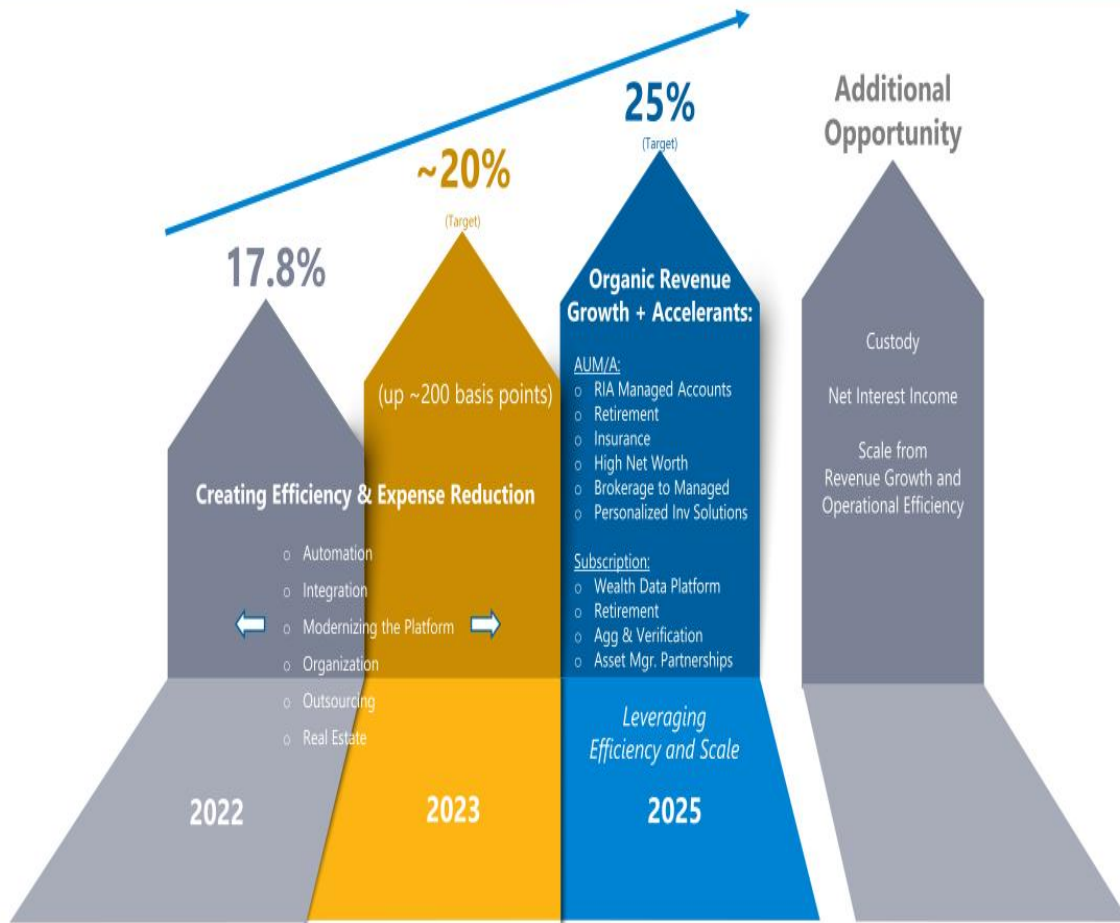 17.8%
~20%
(Target)
25%
(Target)
Additional
Opportunity
(up ~200 basis points)
Creating Efficiency & Expense Reduction
○ Automation
○ Integration
○ Modernizing the Platform
○ Organization
○ Outsourcing
○ Real Estate
Organic Revenue
Growth + Accelerants:
AUM/A:
○ RIA Managed Accounts
○ Retirement
○ Insurance
○ High Net Worth
○ Brokerage to Managed
○ Personalized Inv Solutions
Subscription:
○ Wealth Data Platform
○ Retirement
○ Agg & Verification
○ Asset Mgr. Partnerships
Leveraging
Efficiency and Scale
Custody
Net Interest Income
Scale from
Revenue Growth and
Operational Efficiency
2022
2023
2025